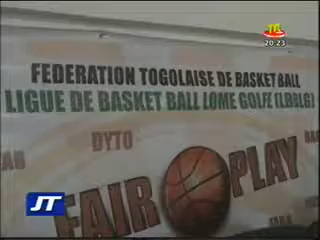 20:23
FEDERATION TOGOLAISE DE BASKET BALL
LIGUE DE BASKET BALL LOME GOLFE (LBBLG)
DYTO
FAIR PLAY
JT